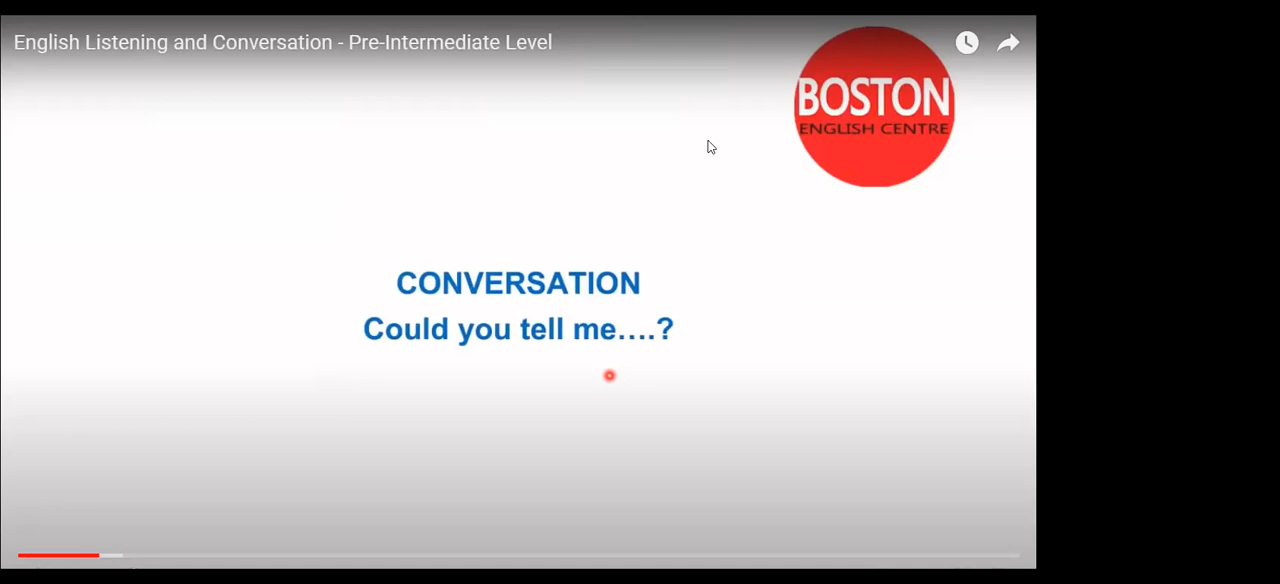 English Listening and Conversation - Pre-Intermediate Level
BOSTON
ENGLISH CENTRE
CONVERSATION
Could you tell me....?